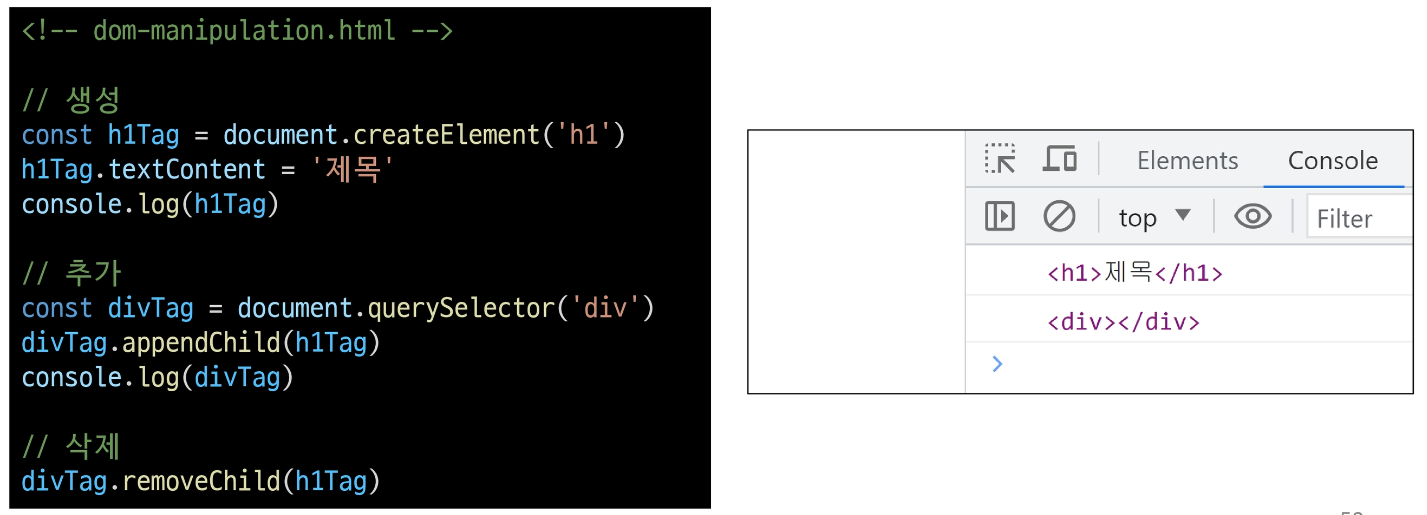 <!-- dom-manipulation.html -->
// 생성
const h1Tag = document.createElement('h1')
h1Tag.textContent = '제목'
console.log(h1Tag)
// 추가
const divTag = document.querySelector('div')
divTag.appendChild(h1Tag)
console.log(divTag)
// 삭제
divTag.removeChild(h1Tag)
Elements Console
top Filter
<h1>제목</h1>
<div></div>